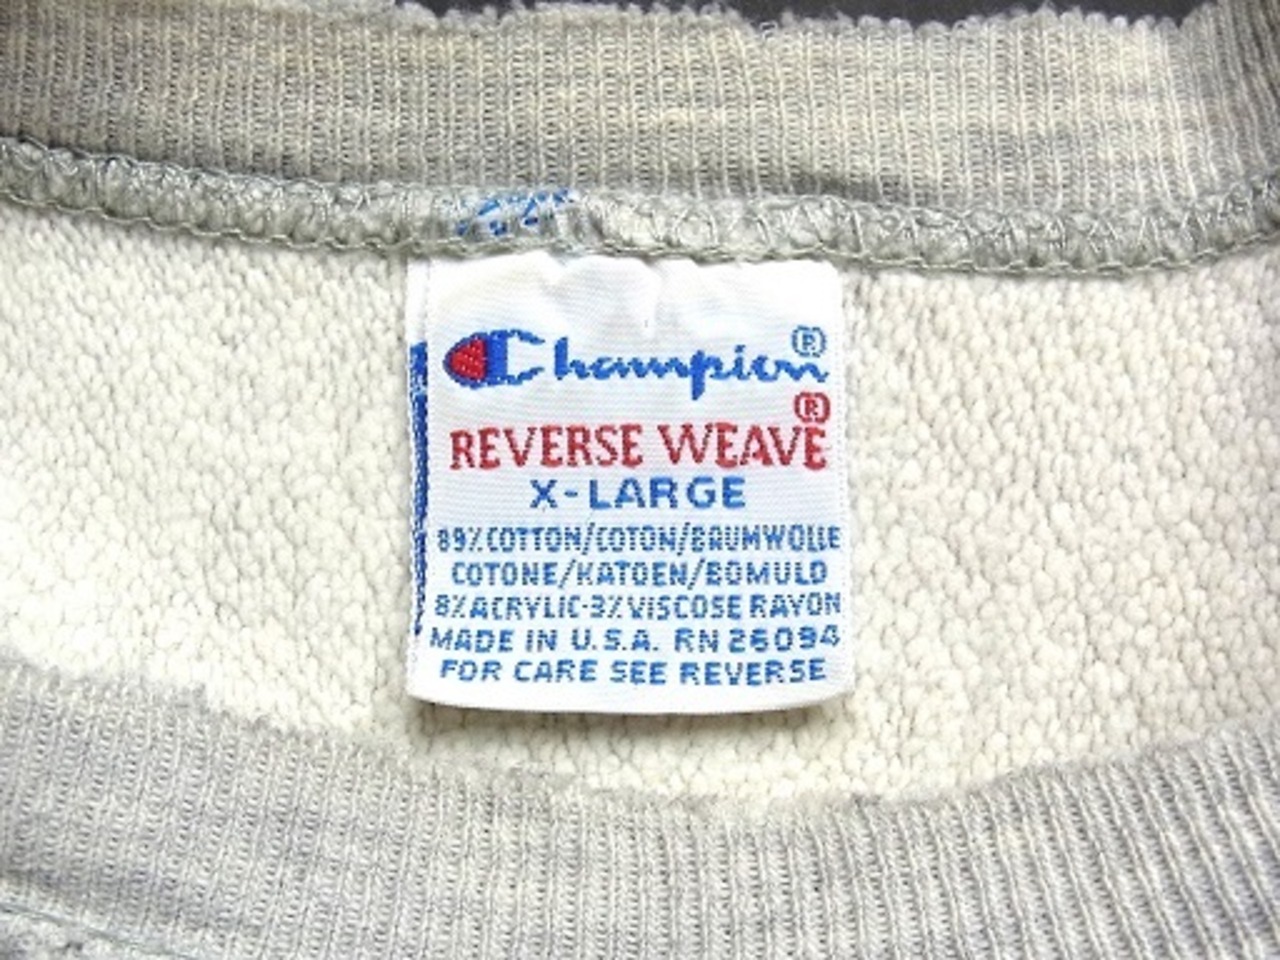 Champion®
REVERSE WEAVE®
X-LARGE
89% COTTON/COTON/BAUMWOLLE
COTONE/KATOEN/BOMULD
8% ACRYLIC-3% VISCOSE RAYON
MADE IN U.S.A. RN 26094
FOR CARE SEE REVERSE